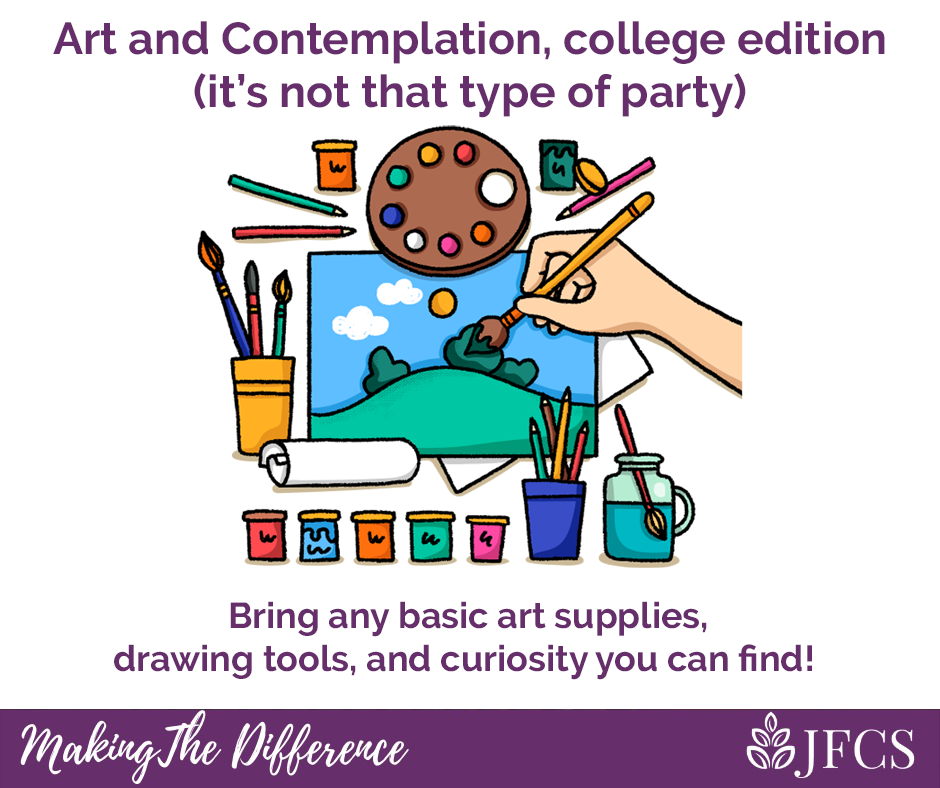 Art and Contemplation, college edition
(it’s not that type of party)
Bring any basic art supplies,
drawing tools, and curiosity you can find!
Making The Difference
JFCS